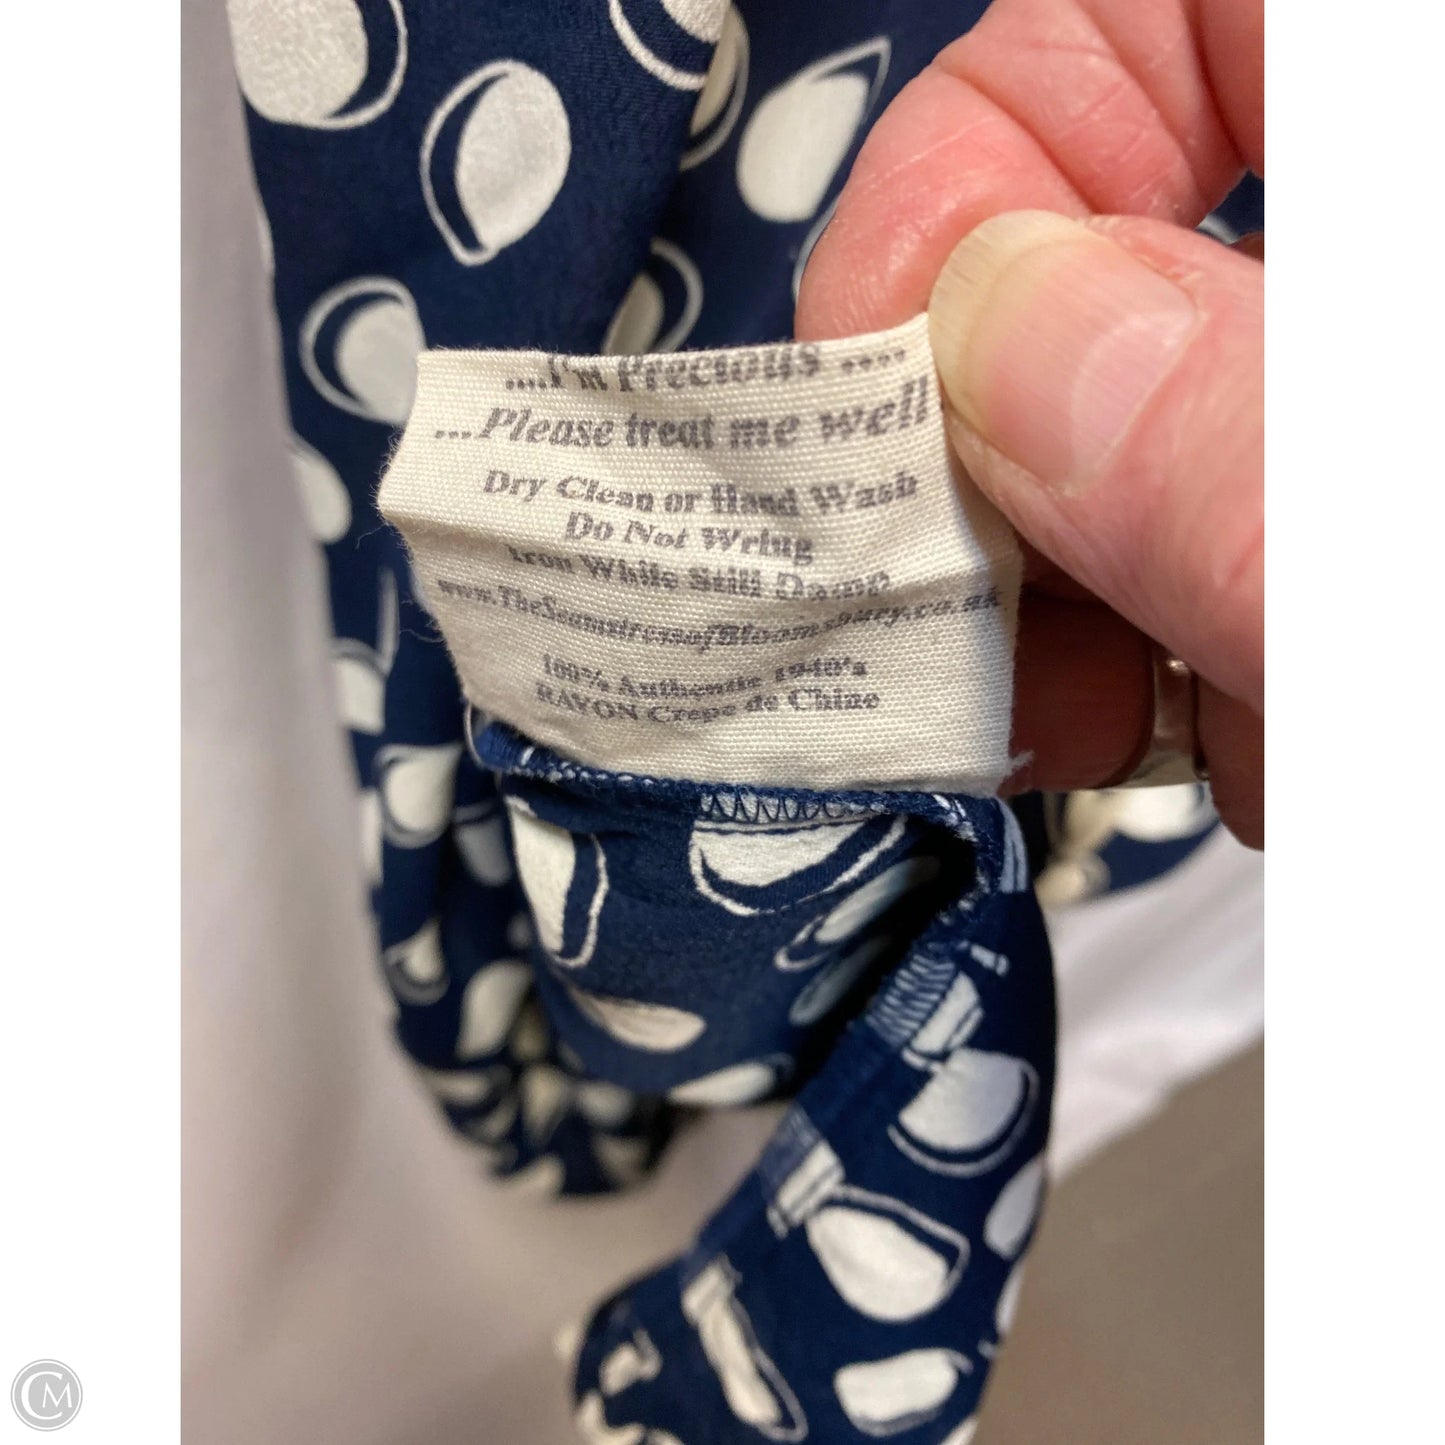 ....I'm Precious ....
...Please treat me well
Dry Clean or Hand Wash
Do Not Wring
Iron While Still Damp
www.TheSeamstressofBloomsbury.co.uk
100% Authentic 1940's
RAYON Crepe de Chine
CM